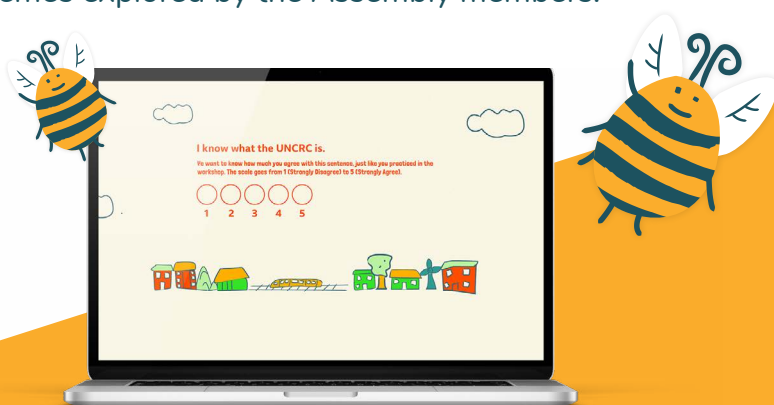 explored by the Assembly members.
I know what the UNCRC is.
We want to know how much you agree with this sentence, just like you practiced in the
workshop. The scale goes from 1 (Strongly Disagree) to 5 (Strongly Agree).
1 2 3 4 5